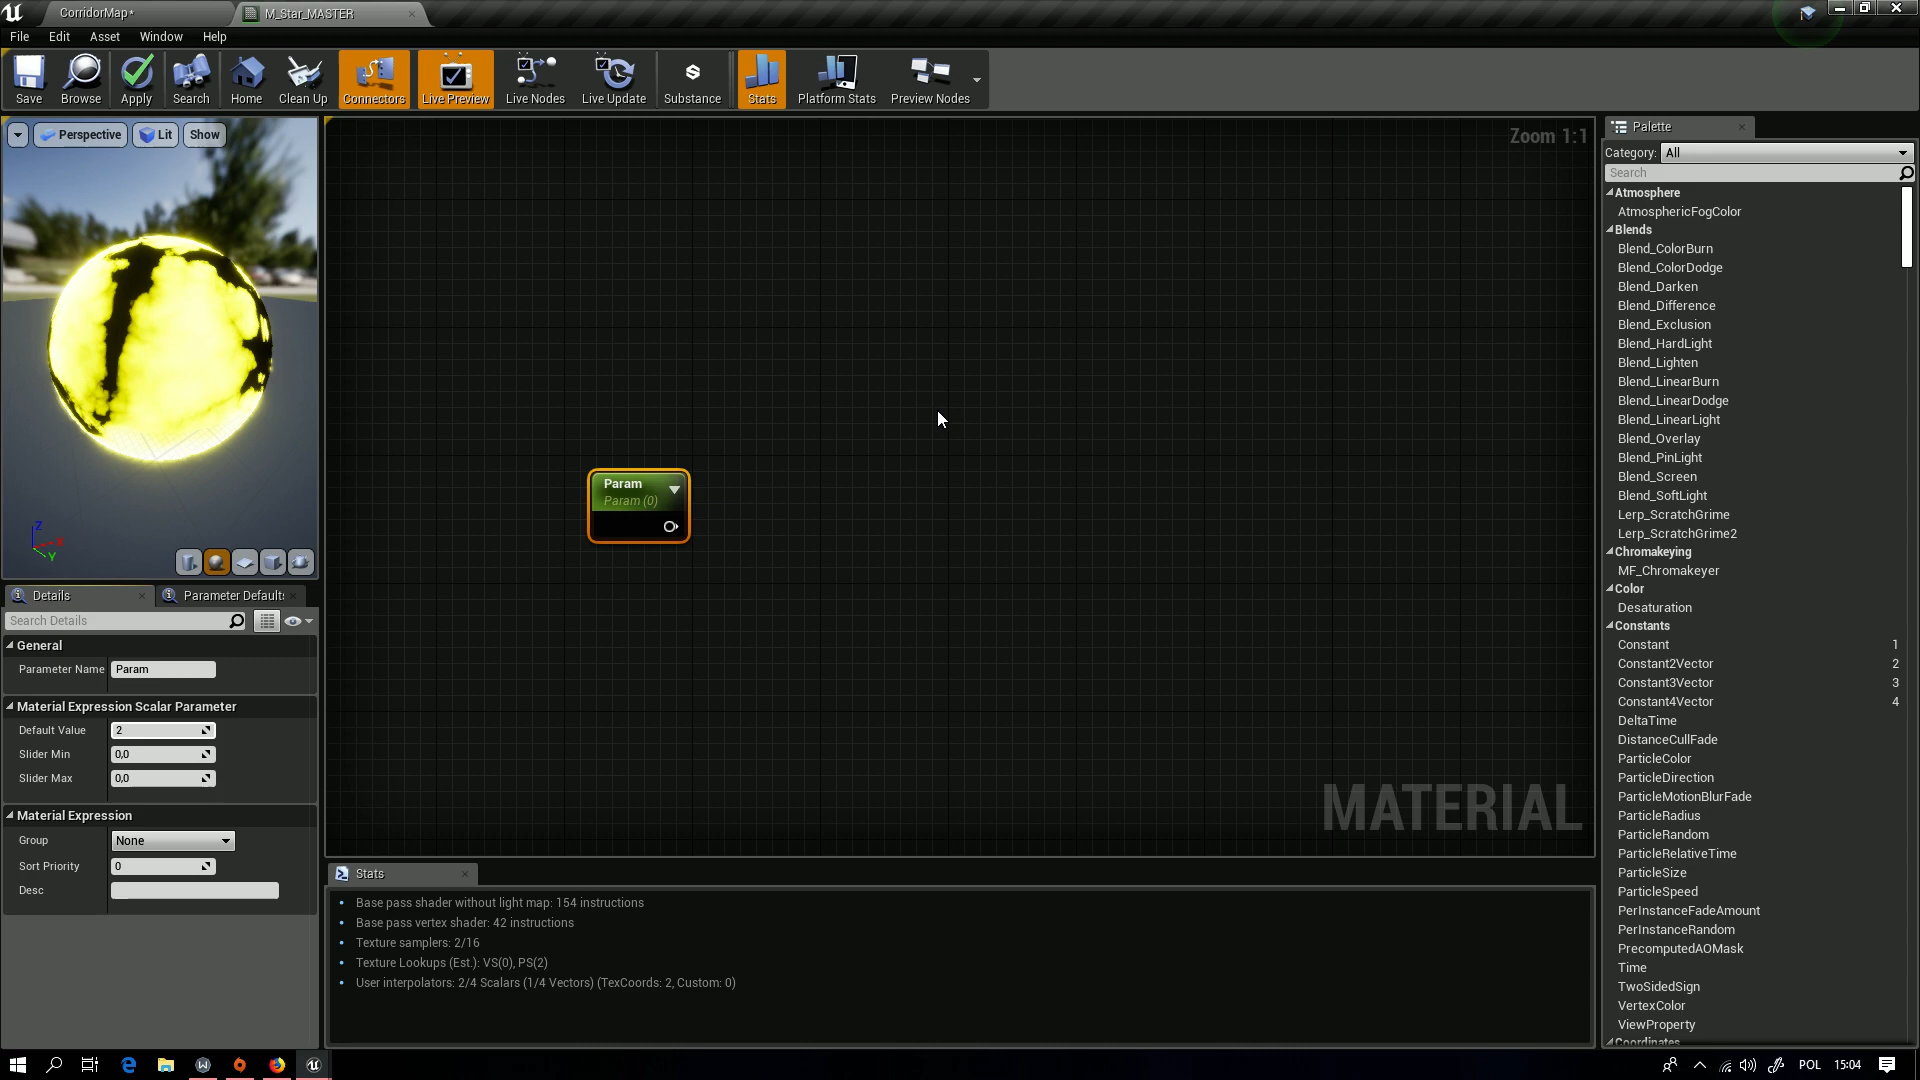 CorridorMap*
M_Star_MASTER
File Edit Asset Window Help
Save Browse Apply Search Home Clean Up Connectors Live Preview Live Nodes Live Update Substance Stats Platform Stats Preview Nodes
Perspective Lit Show
Z
X
Y
Zoom 1:1
Param
Param (0)
MATERIAL
Details
Parameter Defaults
Search Details
General
Parameter Name Param
Material Expression Scalar Parameter
Default Value 2
Slider Min 0,0
Slider Max 0,0
Material Expression
Group None
Sort Priority 0
Desc
Stats
Base pass shader without light map: 154 instructions
Base pass vertex shader: 42 instructions
Texture samplers: 2/16
Texture Lookups (Est.): VS(0), PS(2)
User interpolators: 2/4 Scalars (1/4 Vectors) (TexCoords: 2, Custom: 0)
Palette
Category: All
Search
Atmosphere
AtmosphericFogColor
Blends
Blend_ColorBurn
Blend_ColorDodge
Blend_Darken
Blend_Difference
Blend_Exclusion
Blend_HardLight
Blend_Lighten
Blend_LinearBurn
Blend_LinearDodge
Blend_LinearLight
Blend_Overlay
Blend_PinLight
Blend_Screen
Blend_SoftLight
Lerp_ScratchGrime
Lerp_ScratchGrime2
Chromakeying
MF_Chromakeyer
Color
Desaturation
Constants
Constant 1
Constant2Vector 2
Constant3Vector 3
Constant4Vector 4
DeltaTime
DistanceCullFade
ParticleColor
ParticleDirection
ParticleMotionBlurFade
ParticleRadius
ParticleRandom
ParticleRelativeTime
ParticleSize
ParticleSpeed
PerInstanceFadeAmount
PerInstanceRandom
PrecomputedAOMask
Time
TwoSidedSign
VertexColor
ViewProperty
Coordinates
POL 15:04